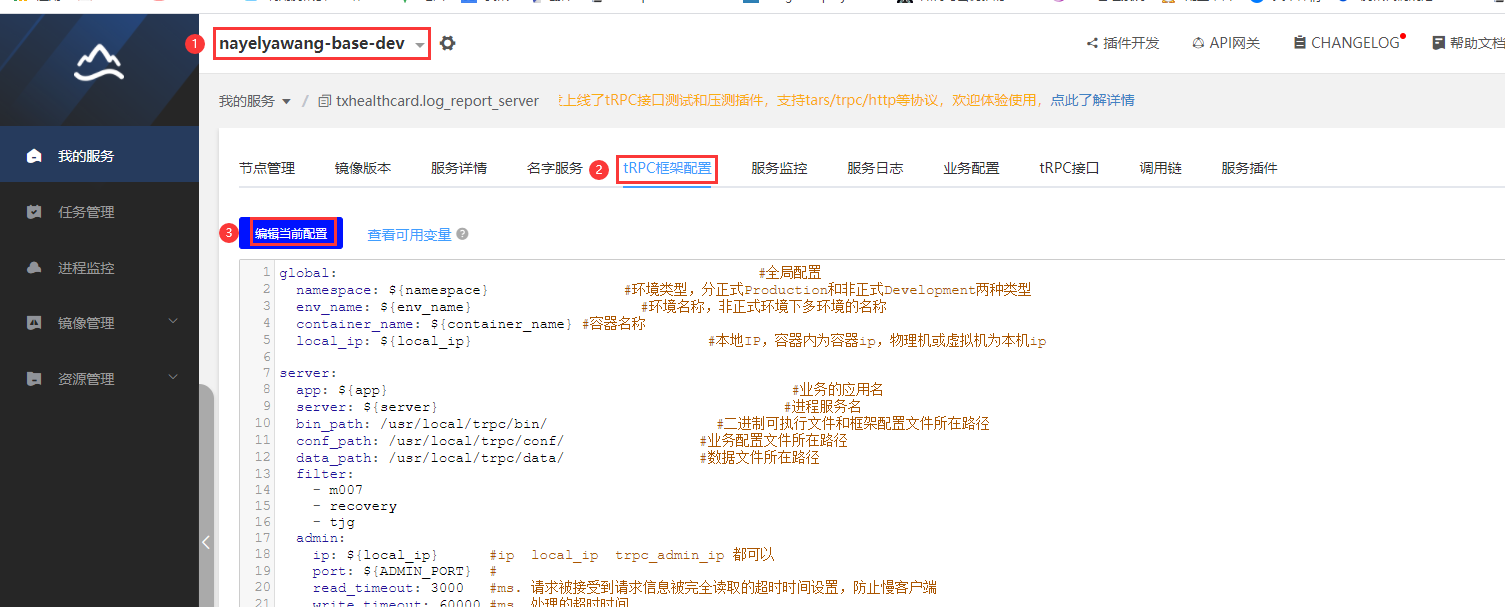 1 nayelyawang-base-dev
插件开发 API网关 CHANGELOG 帮助文档
我的服务 / txhealthcard.log_report_server 上线了tRPC接口测试和压测插件，支持tars/trpc/http等协议，欢迎体验使用，点此了解详情
我的服务
任务管理
进程监控
镜像管理
资源管理
节点管理 镜像版本 服务详情 名字服务 2 tRPC框架配置 服务监控 服务日志 业务配置 tRPC接口 调用链 服务插件
3 编辑当前配置 查看可用变量
1 global: #全局配置
2 namespace: ${namespace} #环境类型，分正式Production和非正式Development两种类型
3 env_name: ${env_name} #环境名称，非正式环境下多环境的名称
4 container_name: ${container_name} #容器名称
5 local_ip: ${local_ip} #本地IP，容器内为容器ip，物理机或虚拟机为本机ip
6
7 server:
8 app: ${app} #业务的应用名
9 server: ${server} #进程服务名
10 bin_path: /usr/local/trpc/bin/ #二进制可执行文件和框架配置文件所在路径
11 conf_path: /usr/local/trpc/conf/ #业务配置文件所在路径
12 data_path: /usr/local/trpc/data/ #数据文件所在路径
13 filter:
14 - m007
15 - recovery
16 - tjg
17 admin:
18 ip: ${local_ip} #ip local_ip trpc_admin_ip 都可以
19 port: ${ADMIN_PORT} #
20 read_timeout: 3000 #ms. 请求被接受到请求信息被完全读取的超时时间设置，防止慢客户端
21 write_timeout: 60000 #ms. 处理的超时时间